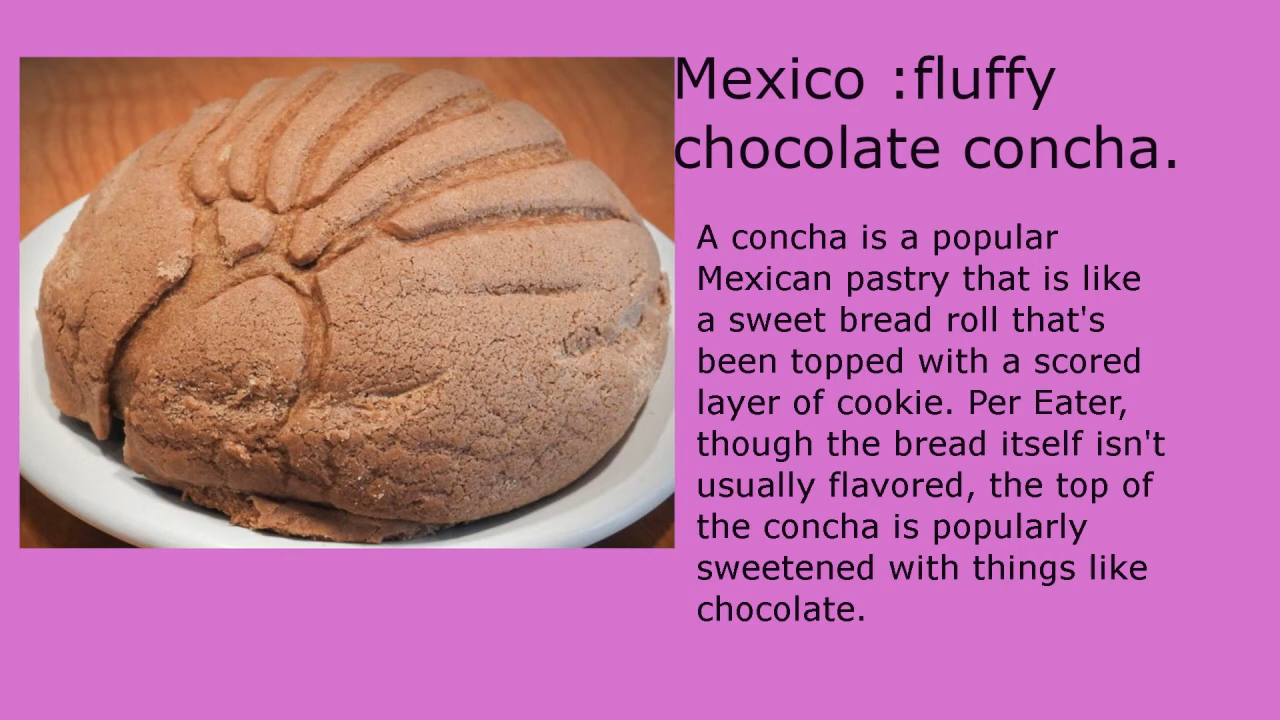 Mexico :fluffy
chocolate concha.
A concha is a popular
Mexican pastry that is like
a sweet bread roll that's
been topped with a scored
layer of cookie. Per Eater,
though the bread itself isn't
usually flavored, the top of
the concha is popularly
sweetened with things like
chocolate.